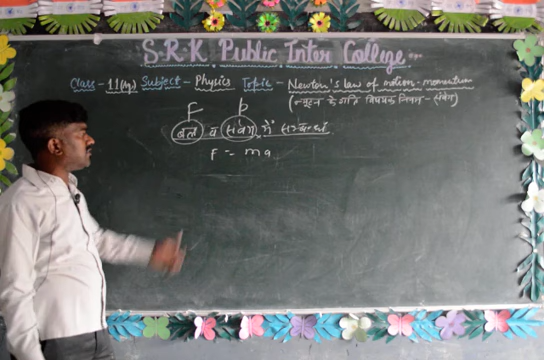 S.R.K. Public Inter College
Class - 11(Agr.) Subject - Physics Topic - Newton's law of motion - momentum
(न्यूटन के गति विषयक नियम - संवेग)
F p
बल व संवेग में सम्बन्ध
F = ma